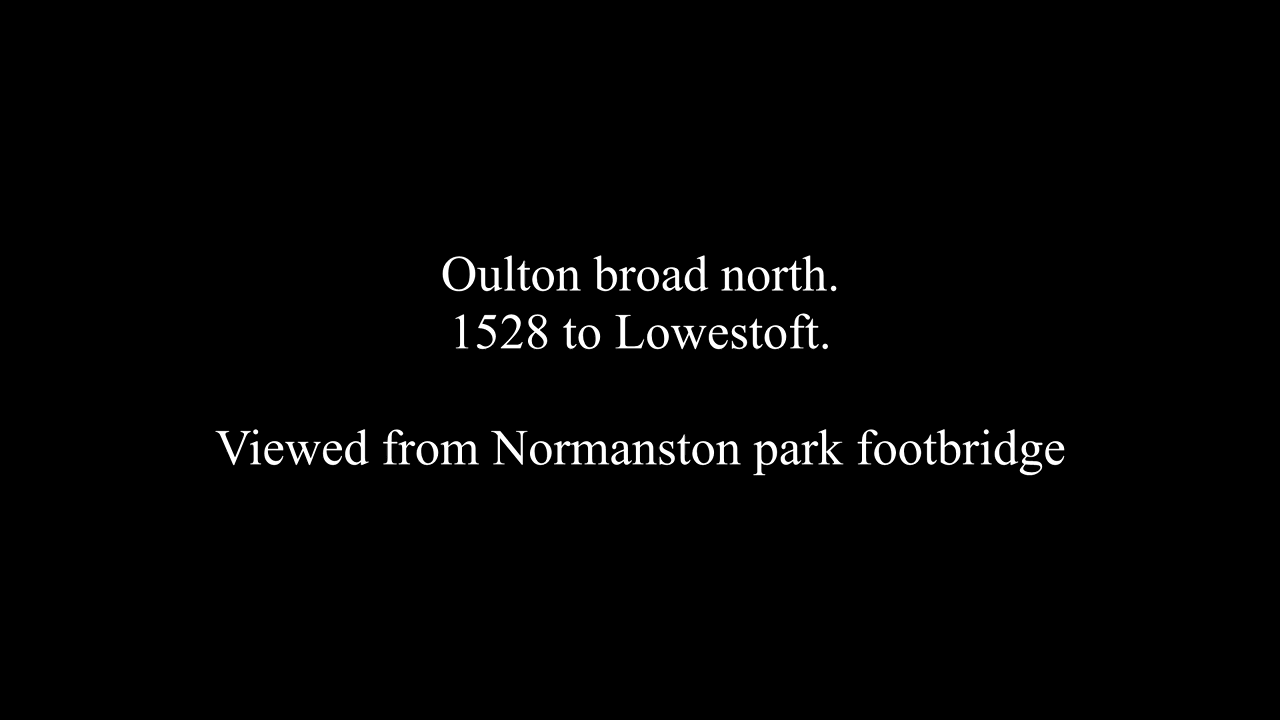 Oulton broad north.
1528 to Lowestoft.
Viewed from Normanston park footbridge